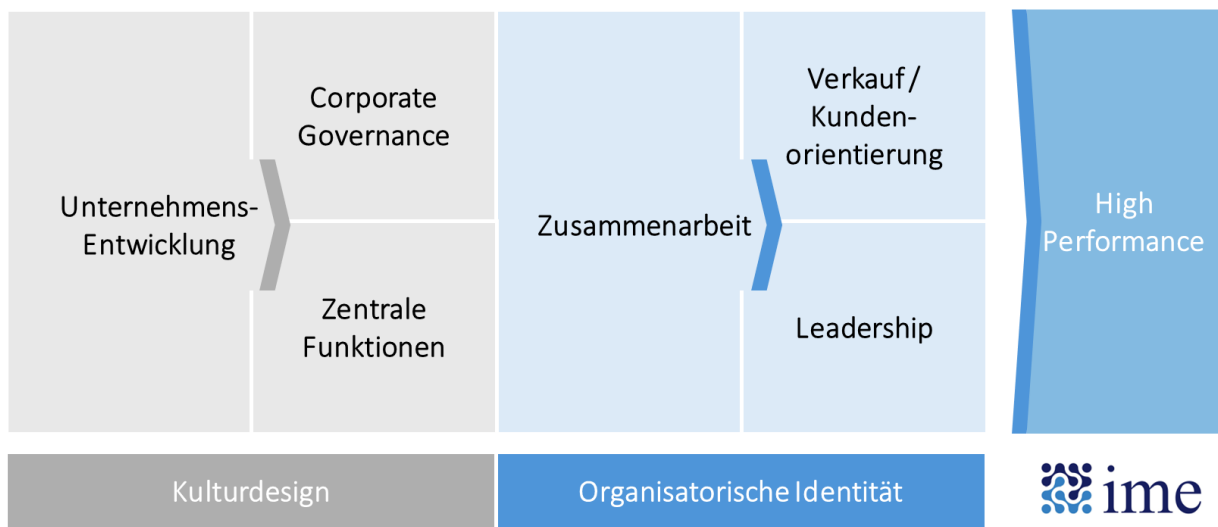 Unternehmens-
Entwicklung
Corporate
Governance
Zentrale
Funktionen
Zusammenarbeit
Verkauf /
Kunden-
orientierung
Leadership
High
Performance
Kulturdesign
Organisatorische Identität
ime